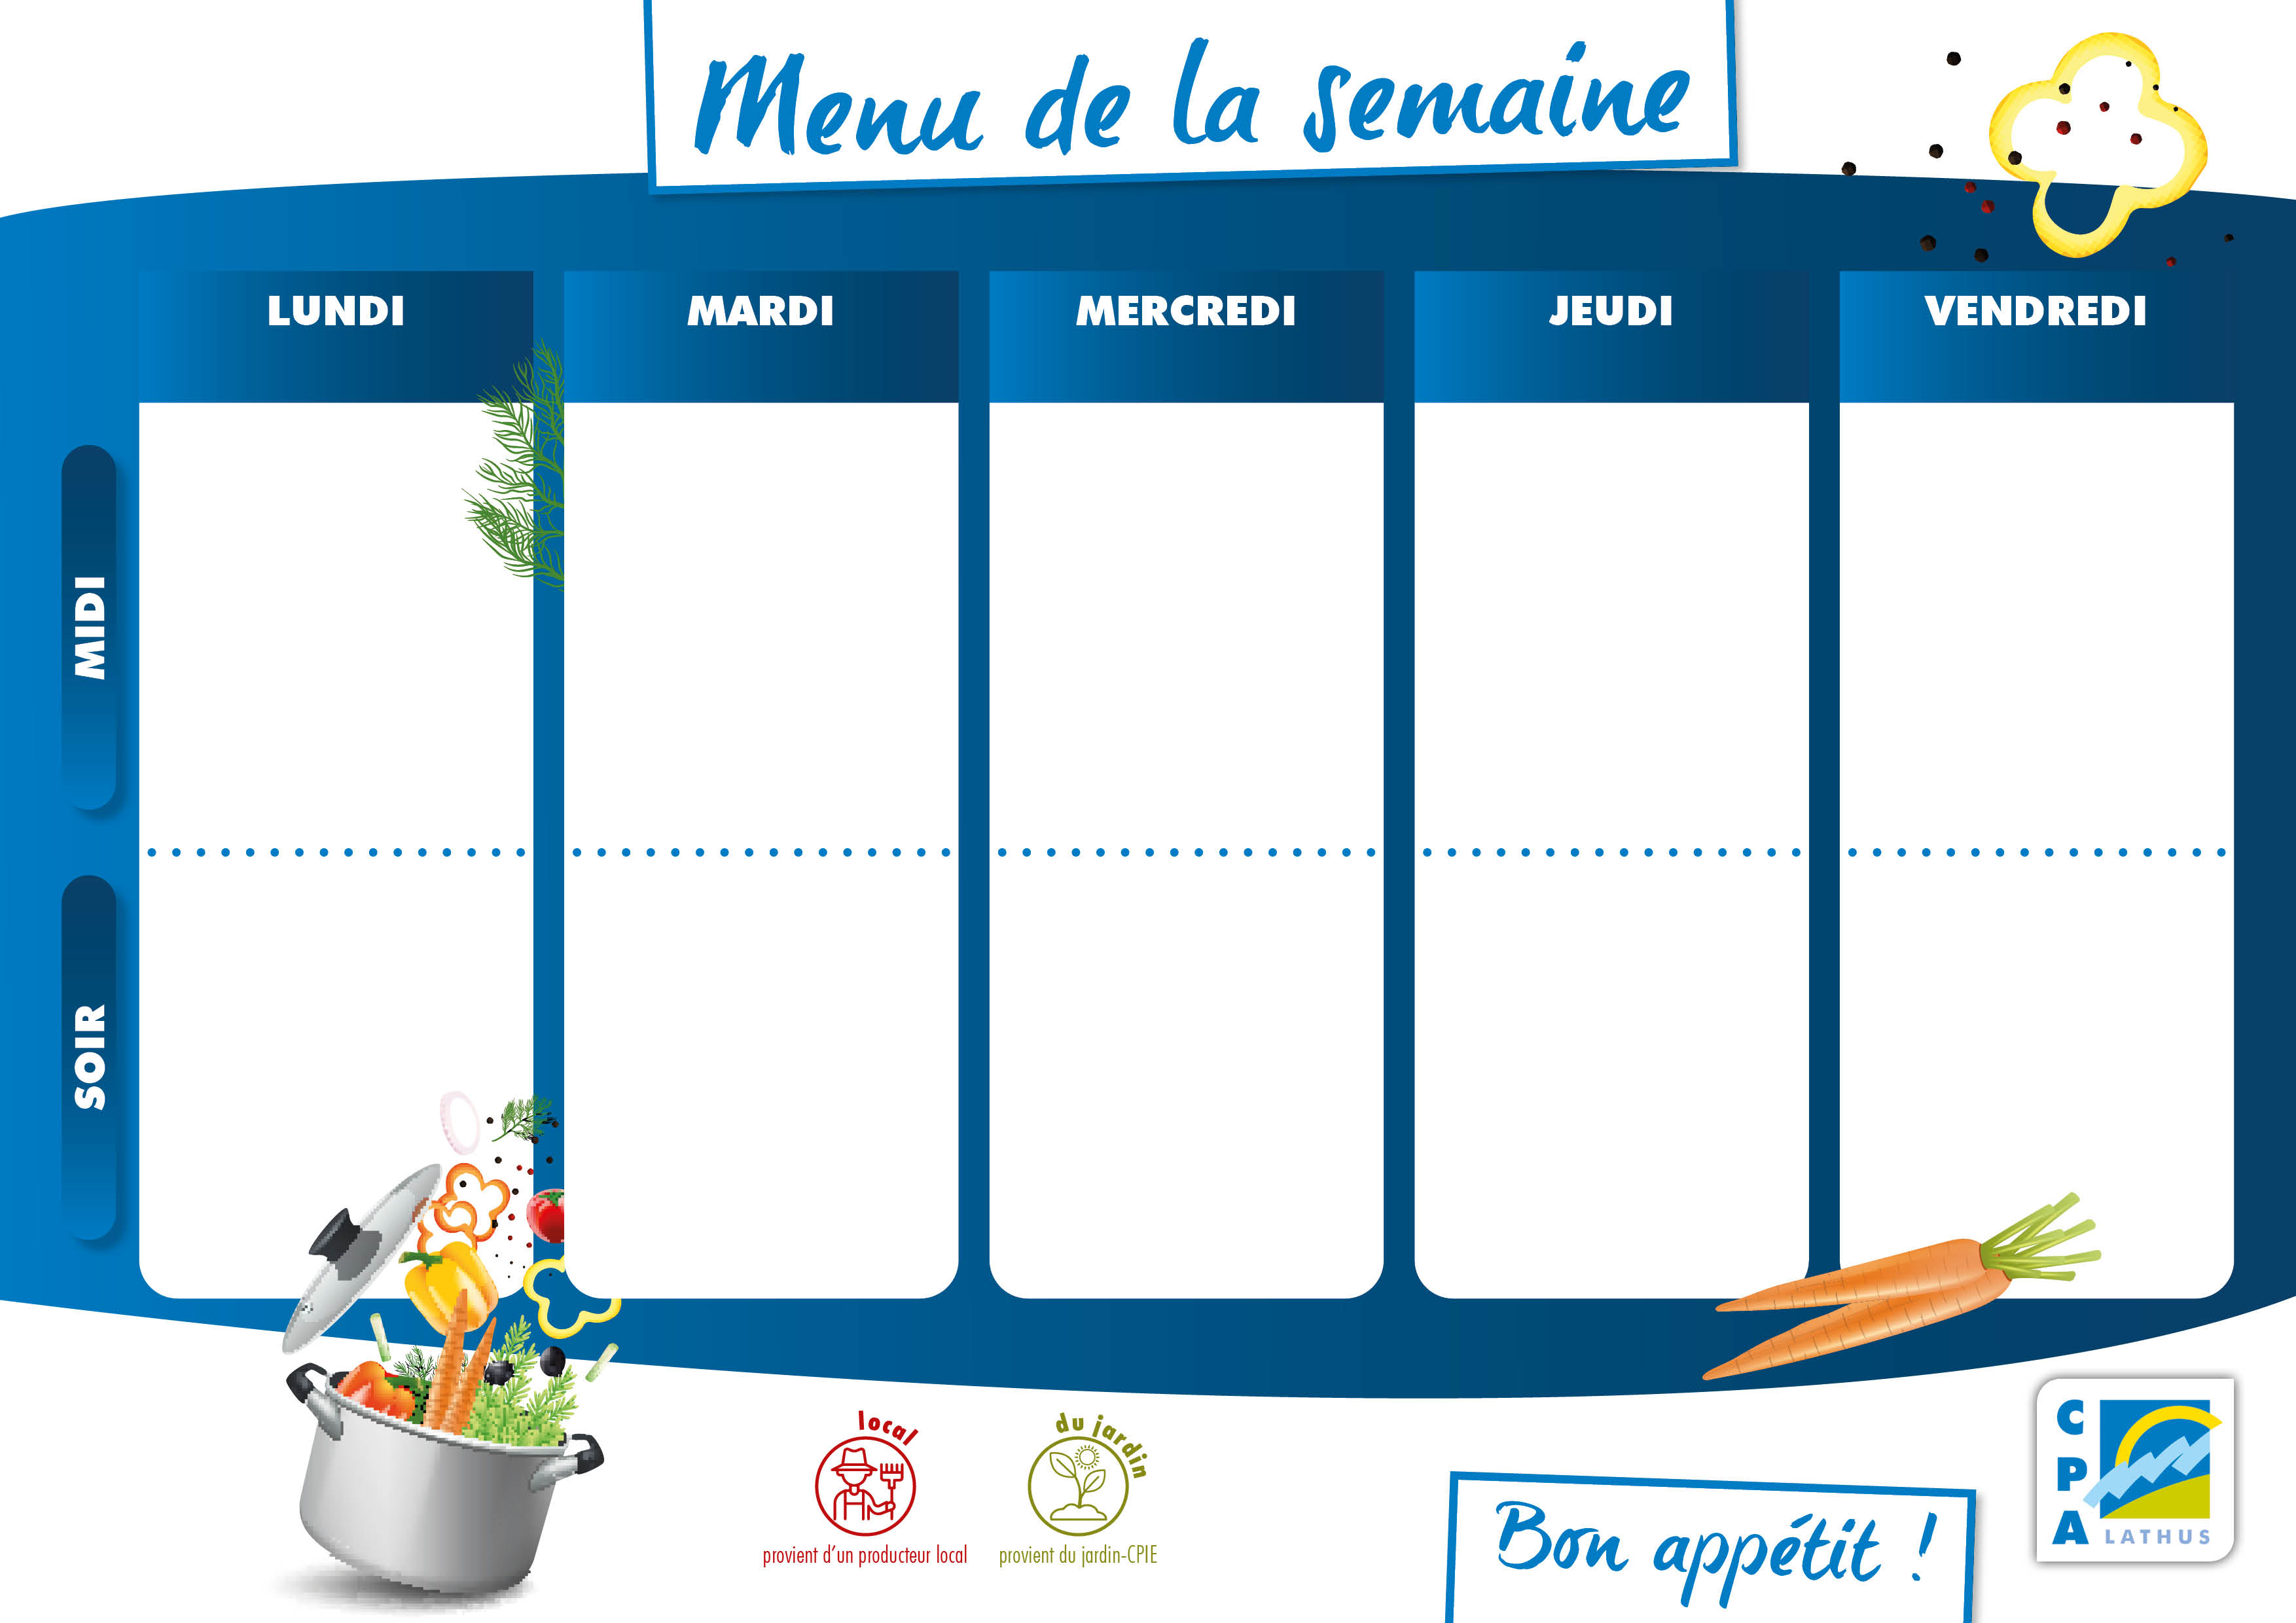 Menu de la semaine
LUNDI
MARDI
MERCREDI
JEUDI
VENDREDI
MIDI
SOIR
local
provient d'un producteur local
du jardin
provient du jardin-CPIE
Bon appétit !
CPA
LATHUS